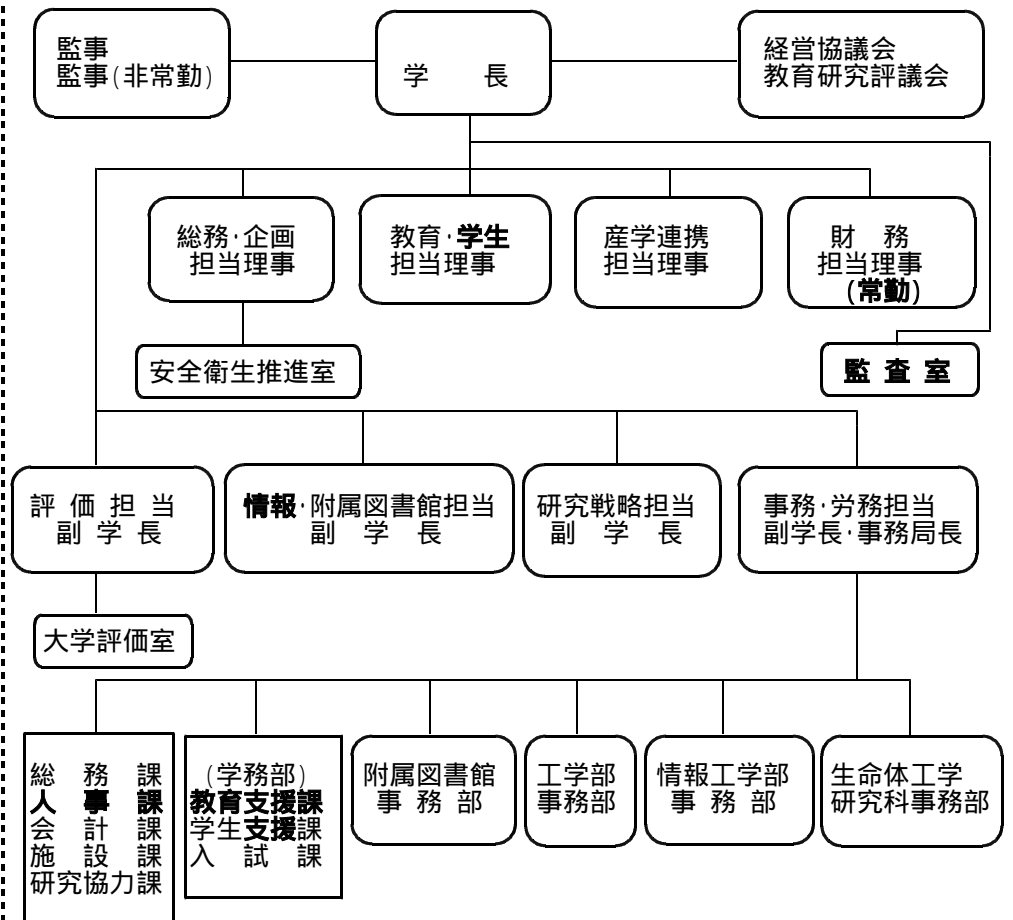 監事
監事(非常勤)
学 長
経営協議会
教育研究評議会
総務·企画
担当理事
教育·学生
担当理事
産学連携
担当理事
財 務
担当理事
(常勤)
安全衛生推進室
監 査 室
評 価 担 当
副 学 長
情報·附属図書館担当
副 学 長
研究戦略担当
副 学 長
事務·労務担当
副学長·事務局長
大学評価室
総 務 課
人 事 課
会 計 課
施 設 課
研究協力課
(学務部)
教育支援課
学生支援課
入 試 課
附属図書館
事 務 部
工学部
事務部
情報工学部
事 務 部
生命体工学
研究科事務部